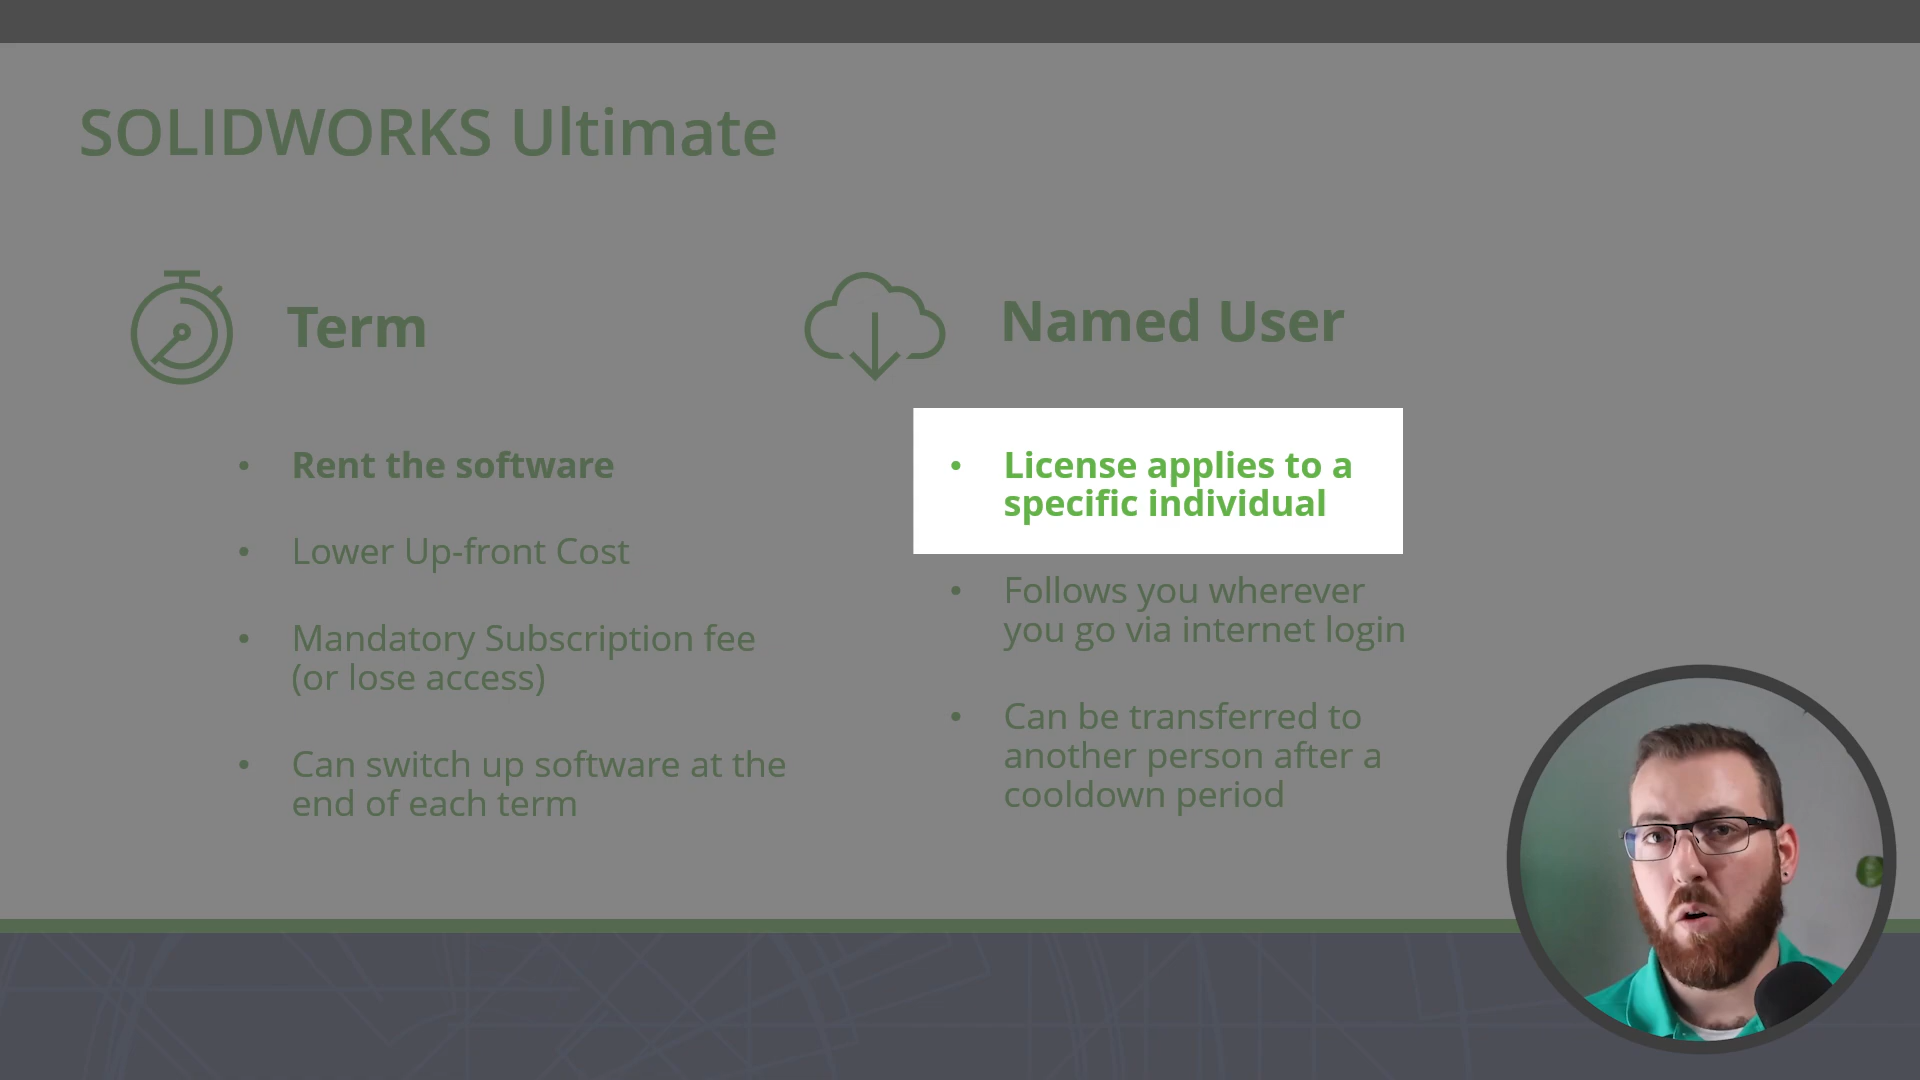 SOLIDWORKS Ultimate
Term
• Rent the software
• Lower Up-front Cost
• Mandatory Subscription fee
(or lose access)
• Can switch up software at the
end of each term
Named User
• License applies to a
specific individual
• Follows you wherever
you go via internet login
• Can be transferred to
another person after a
cooldown period